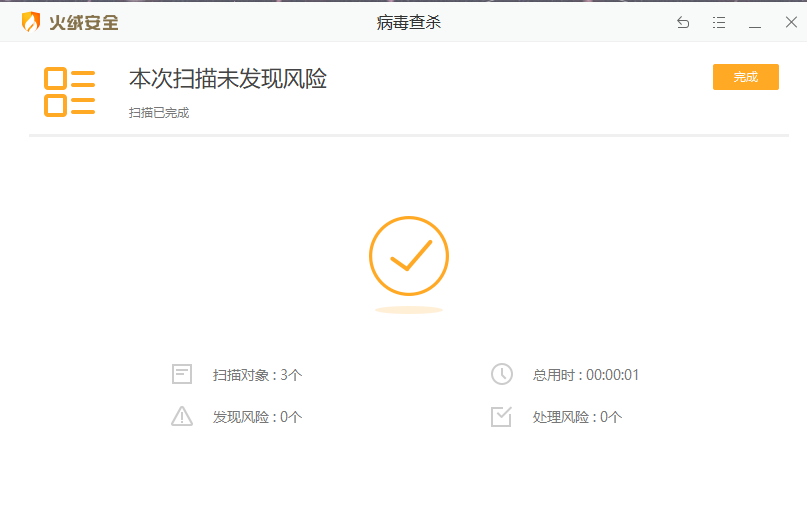 火绒安全
病毒查杀
本次扫描未发现风险
完成
扫描已完成
扫描对象 : 3个
总用时 : 00:00:01
发现风险 : 0个
处理风险 : 0个